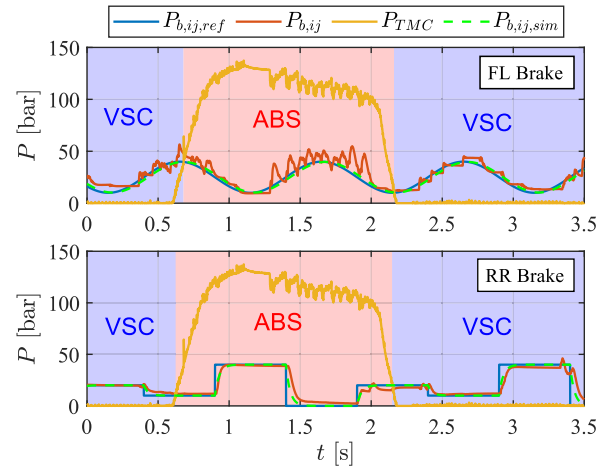 P_{b,ij,ref} P_{b,ij} P_{TMC} P_{b,ij,sim}
150
100
50
0
P [bar]
FL Brake
VSC
ABS
VSC
0 0.5 1 1.5 2 2.5 3 3.5
150
100
50
0
P [bar]
RR Brake
VSC
ABS
VSC
0 0.5 1 1.5 2 2.5 3 3.5
t [s]